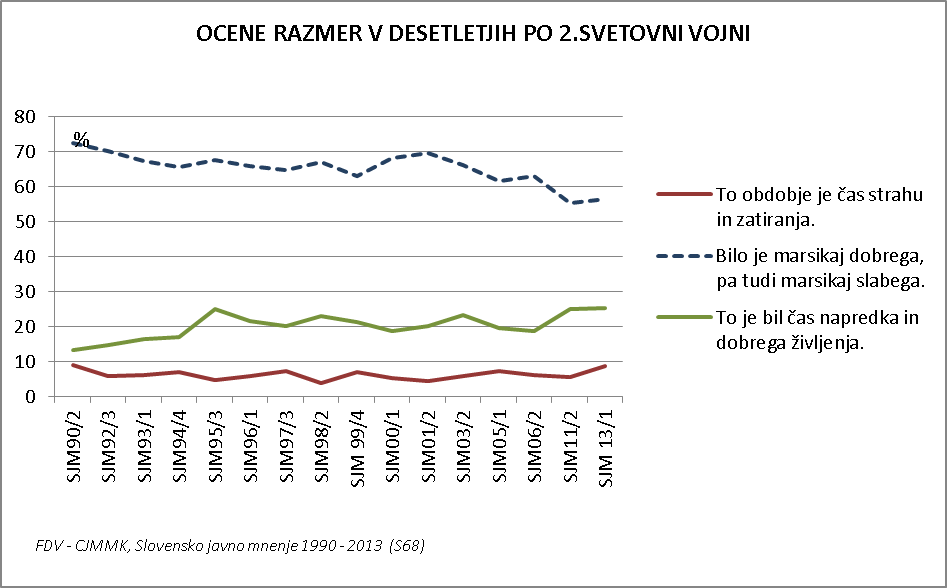 OCENE RAZMER V DESETLETJIH PO 2.SVETOVNI VOJNI
%
80
70
60
50
40
30
20
10
0
SJM90/2
SJM92/3
SJM93/1
SJM94/4
SJM95/3
SJM96/1
SJM97/3
SJM98/2
SJM 99/4
SJM00/1
SJM01/2
SJM03/2
SJM05/1
SJM06/2
SJM11/2
SJM 13/1
To obdobje je čas strahu
in zatiranja.
Bilo je marsikaj dobrega,
pa tudi marsikaj slabega.
To je bil čas napredka in
dobrega življenja.
FDV - CJMMK, Slovensko javno mnenje 1990 - 2013 (S68)